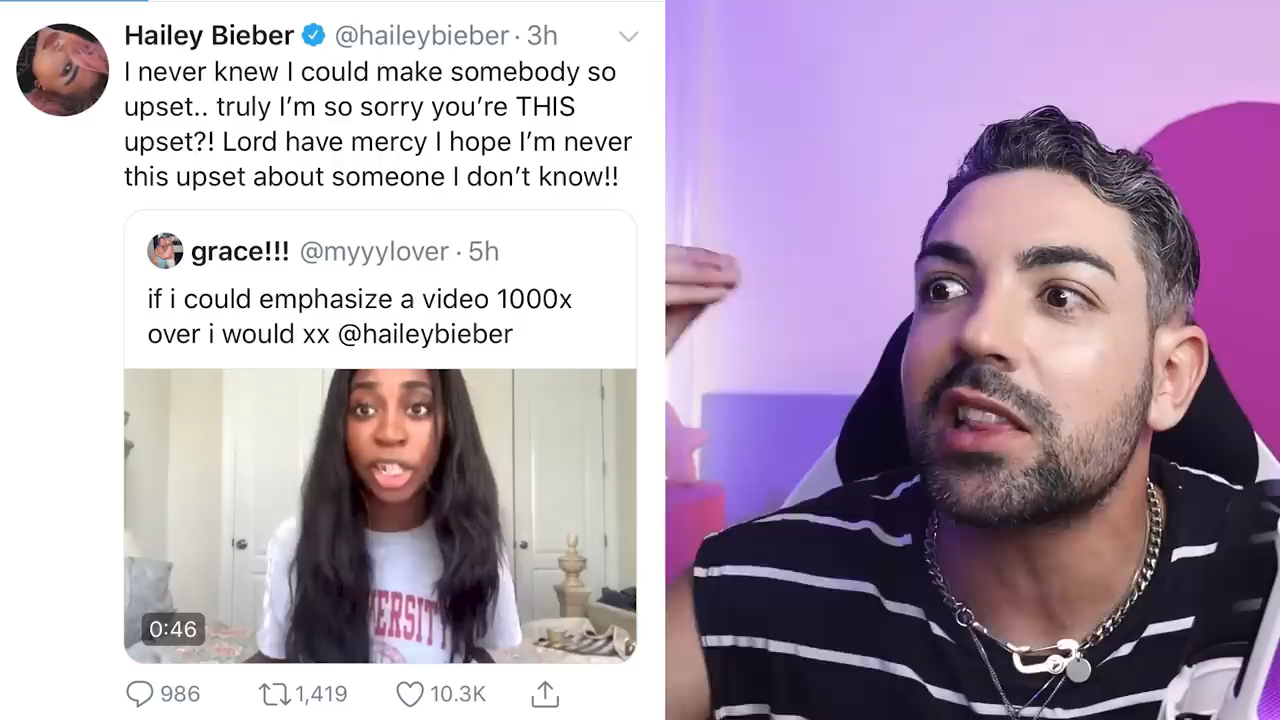 Hailey Bieber @haileybieber · 3h
I never knew I could make somebody so
upset.. truly I’m so sorry you’re THIS
upset?! Lord have mercy I hope I’m never
this upset about someone I don’t know!!
grace!!! @myyylover · 5h
if i could emphasize a video 1000x
over i would xx @haileybieber
ERSITY
0:46
986 1,419 10.3K